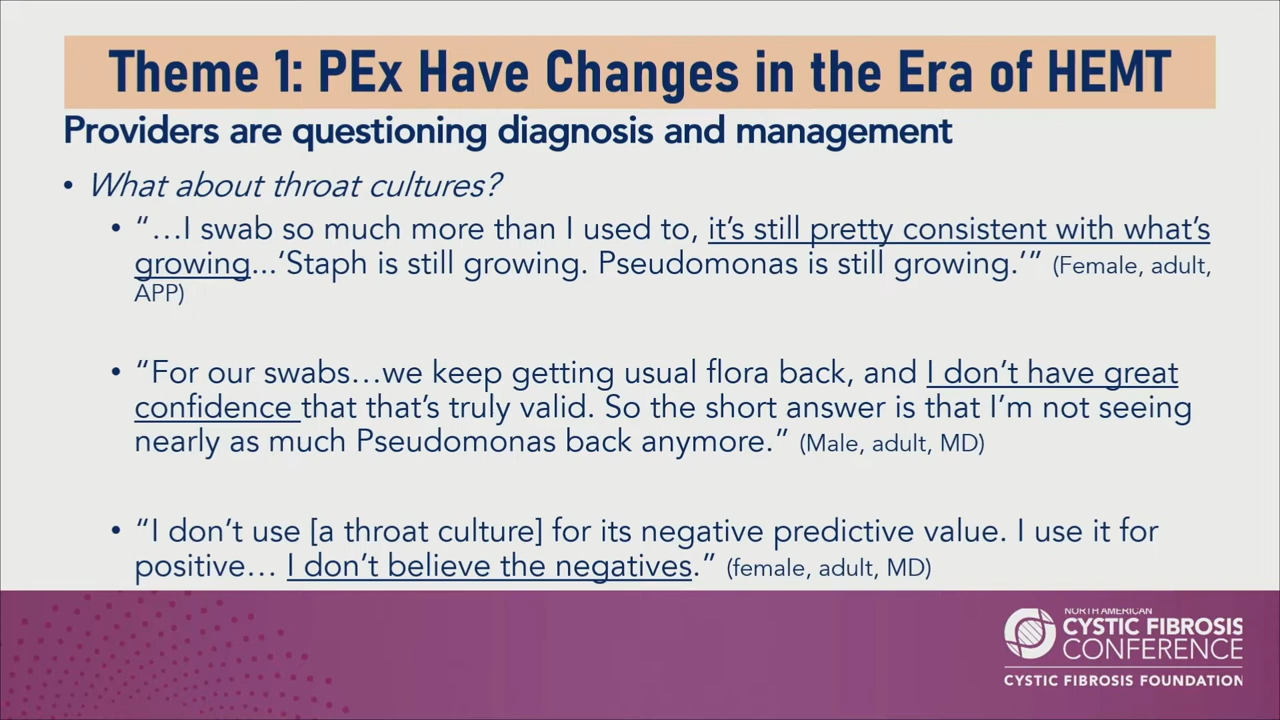 Theme 1: PEx Have Changes in the Era of HEMT
Providers are questioning diagnosis and management
• What about throat cultures?
• “…I swab so much more than I used to, it’s still pretty consistent with what’s
growing...‘Staph is still growing. Pseudomonas is still growing.’” (Female, adult,
APP)
• “For our swabs…we keep getting usual flora back, and I don’t have great
confidence that that’s truly valid. So the short answer is that I’m not seeing
nearly as much Pseudomonas back anymore.” (Male, adult, MD)
• “I don’t use [a throat culture] for its negative predictive value. I use it for
positive… I don’t believe the negatives.” (female, adult, MD)
NORTH AMERICAN
CYSTIC FIBROSIS
CONFERENCE
CYSTIC FIBROSIS FOUNDATION